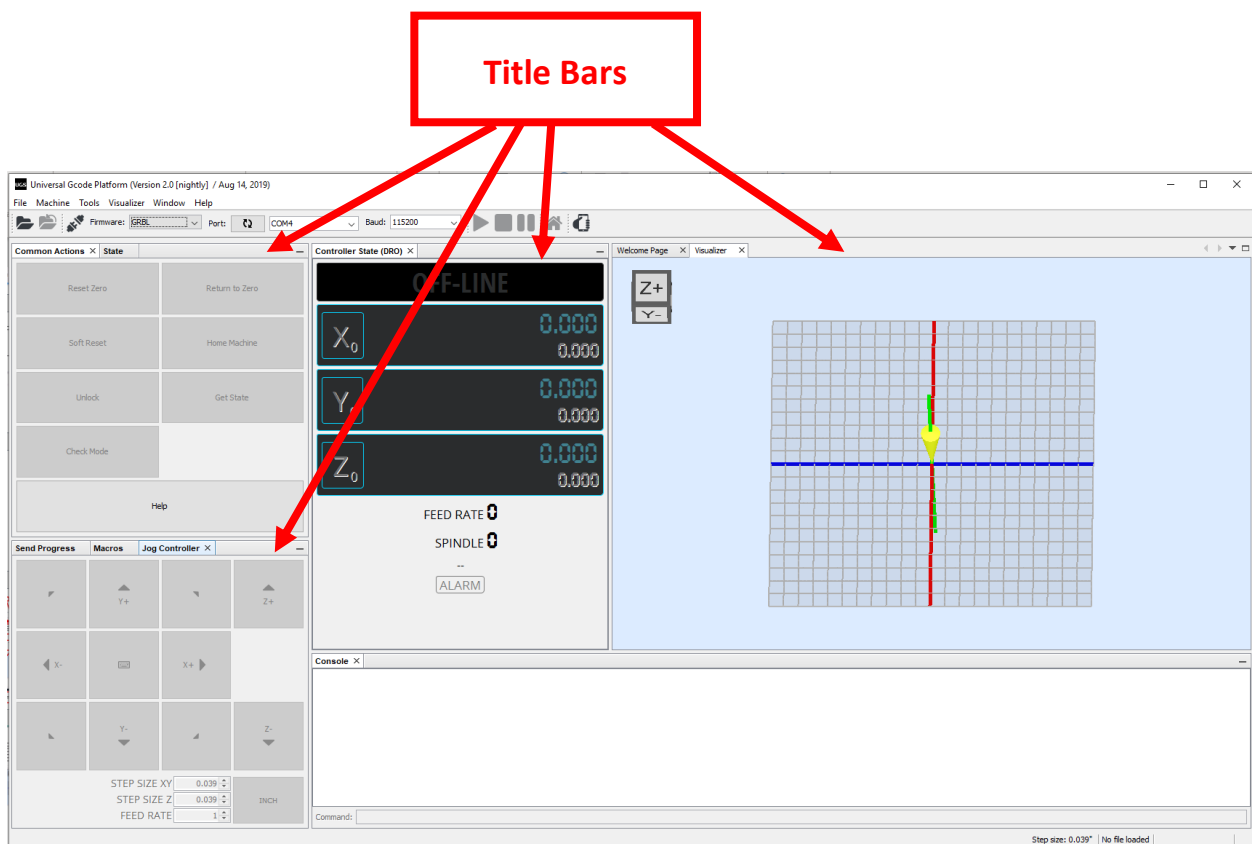 Title Bars
UGS Universal Gcode Platform (Version 2.0 [nightly] / Aug 14, 2019)
File Machine Tools Visualizer Window Help
Firmware: GRBL Port: COM4 Baud: 115200
Common Actions State
Reset Zero Return to Zero
Soft Reset Home Machine
Unlock Get State
Check Mode
Help
Send Progress Macros Jog Controller
Y+ Z+
X- X+
Y- Z-
STEP SIZE XY 0.039
STEP SIZE Z 0.039
FEED RATE 1
INCH
Controller State (DRO)
OFF-LINE
X0 0.000
0.000
Y0 0.000
0.000
Z0 0.000
0.000
FEED RATE 0
SPINDLE 0
--
ALARM
Welcome Page Visualizer
Z+
Y-
Console
Command:
Step size: 0.039" No file loaded